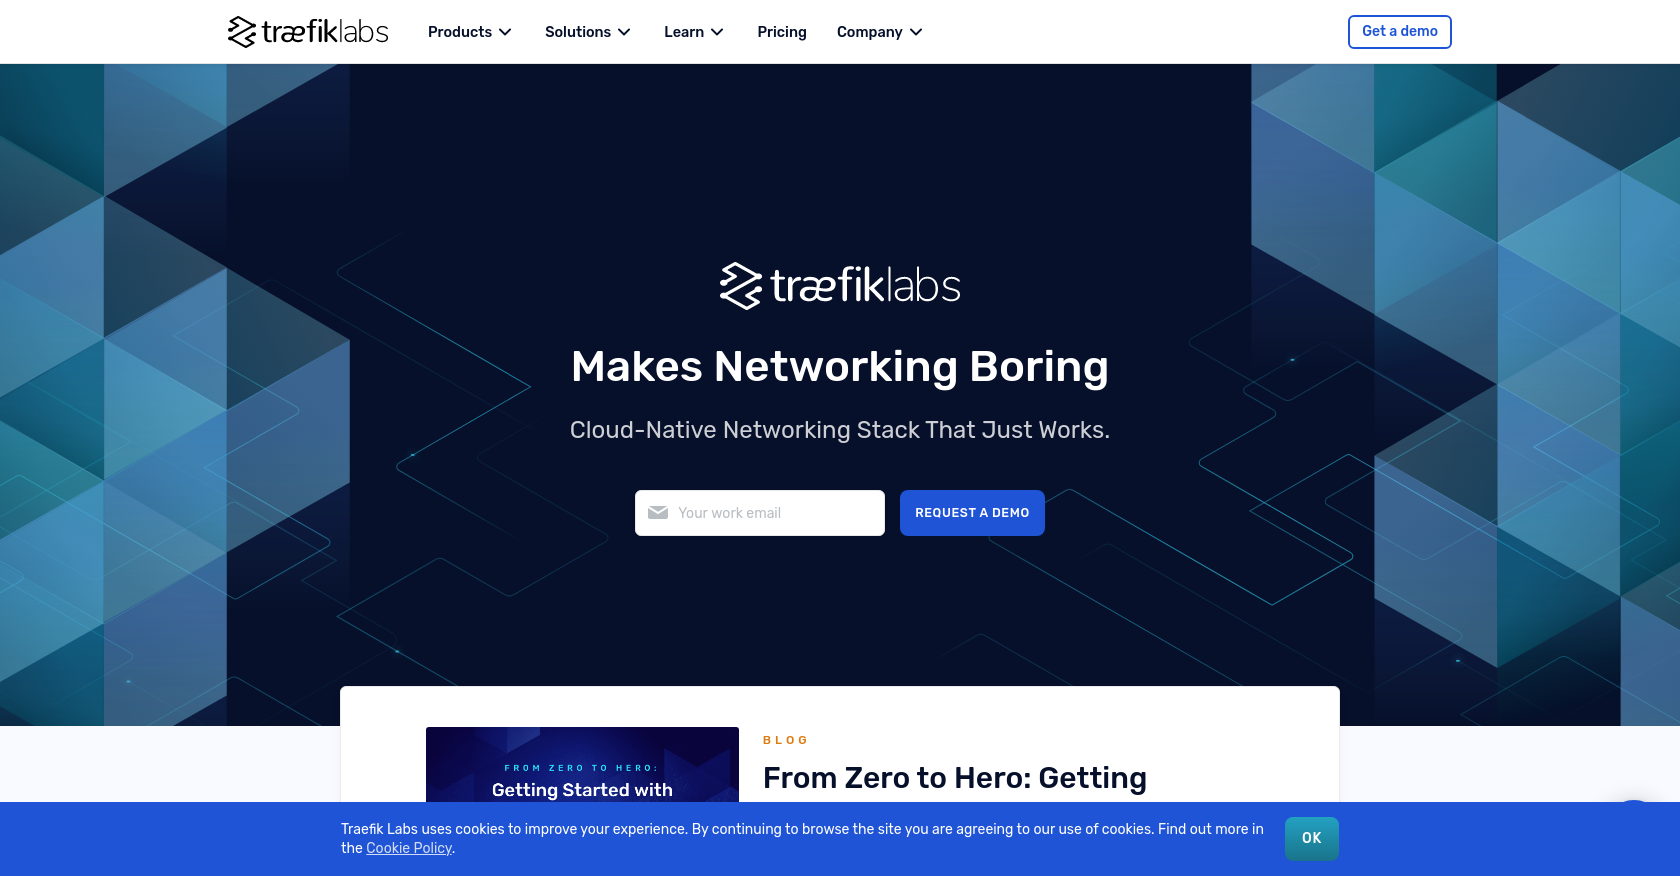 træfiklabs
Products
Solutions
Learn
Pricing
Company
Get a demo
træfiklabs
Makes Networking Boring
Cloud-Native Networking Stack That Just Works.
Your work email
REQUEST A DEMO
FROM ZERO TO HERO:
Getting Started with
BLOG
From Zero to Hero: Getting
Traefik Labs uses cookies to improve your experience. By continuing to browse the site you are agreeing to our use of cookies. Find out more in
the Cookie Policy.
OK